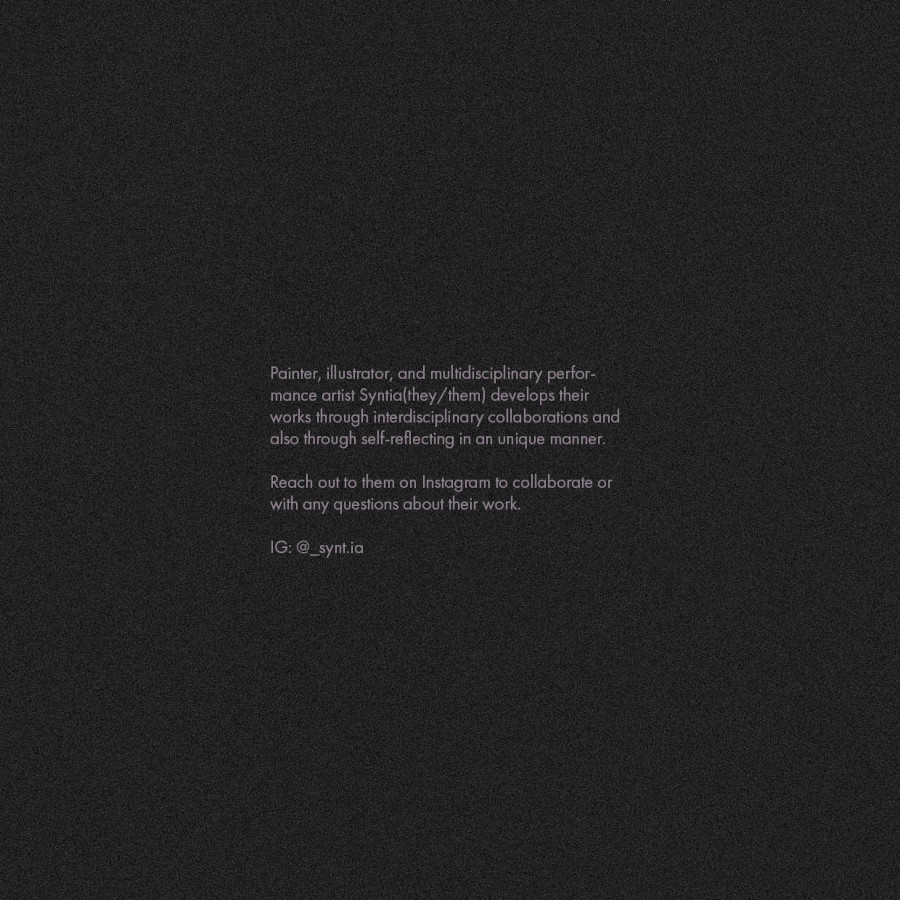 Painter, illustrator, and multidisciplinary perfor-
mance artist Syntia(they/them) develops their
works through interdisciplinary collaborations and
also through self-reflecting in an unique manner.
Reach out to them on Instagram to collaborate or
with any questions about their work.
IG: @_synt.ia